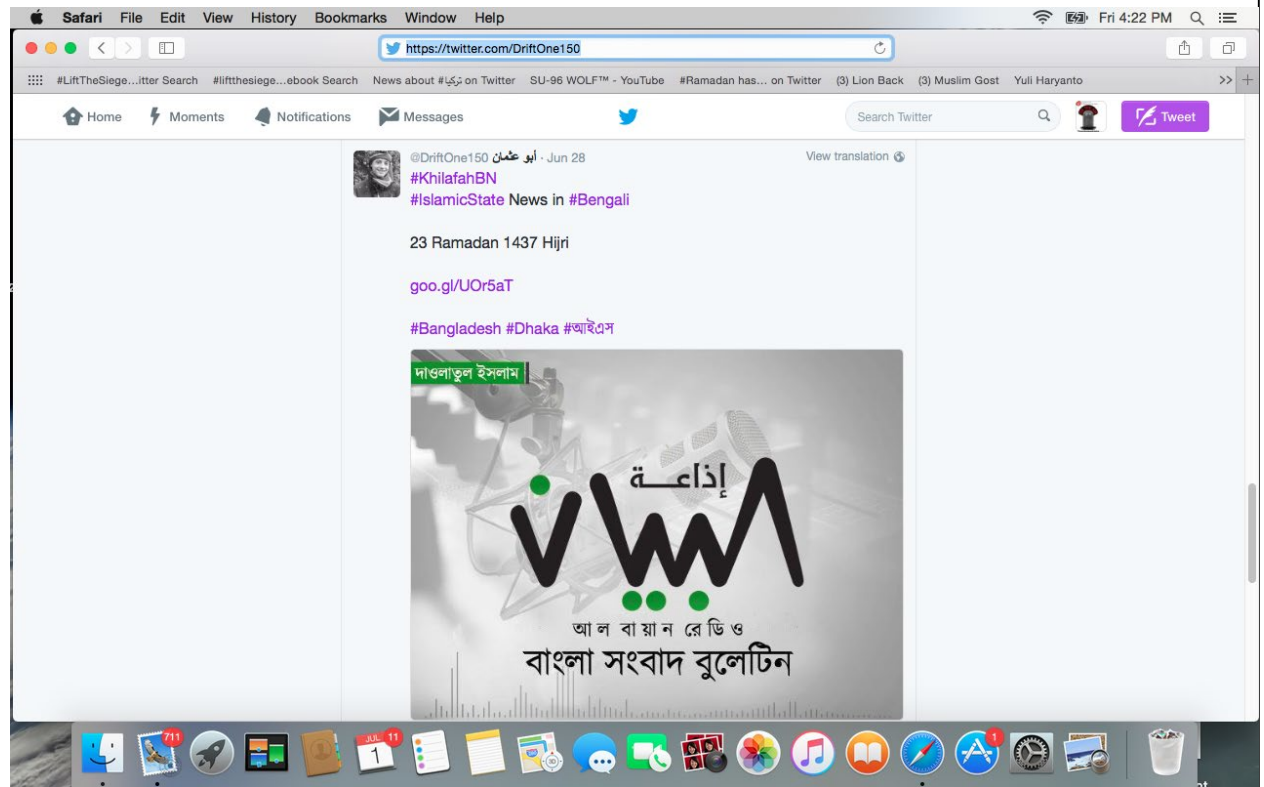 Safari File Edit View History Bookmarks Window Help Fri 4:22 PM
https://twitter.com/DriftOne150
#LiftTheSiege...itter Search #liftthesiege...ebook Search News about #تركيا on Twitter SU-96 WOLF™ - YouTube #Ramadan has... on Twitter (3) Lion Back (3) Muslim Gost Yuli Haryanto >> +
Home Moments Notifications Messages Search Twitter Tweet
@DriftOne150 أبو عثمان · Jun 28 View translation
#KhilafahBN
#IslamicState News in #Bengali
23 Ramadan 1437 Hijri
goo.gl/UOr5aT
#Bangladesh #Dhaka #আইএস
দাওলাতুল ইসলাম
إذاعة
البيان
আল বায়ান রেডিও
বাংলা সংবাদ বুলেটিন
711 JUL 11 1 1